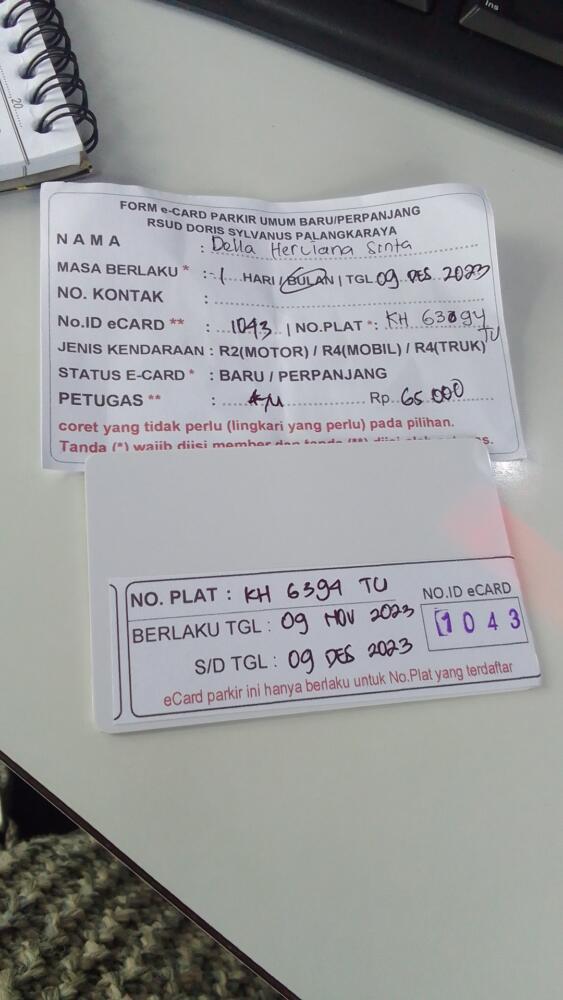 Ins
20
FORM e-CARD PARKIR UMUM BARU/PERPANJANG
RSUD DORIS SYLVANUS PALANGKARAYA
NAMA : Della Herliana Sinta
MASA BERLAKU * : 1 HARI / BULAN | TGL 09 DES 2023
NO. KONTAK :
No.ID eCARD ** : 1043 | NO.PLAT *: KH 6394 TU
JENIS KENDARAAN : R2(MOTOR) / R4(MOBIL) / R4(TRUK)
STATUS E-CARD * : BARU / PERPANJANG
PETUGAS ** : Rp. 65.000
coret yang tidak perlu (lingkari yang perlu) pada pilihan.
Tanda (*) wajib diisi member dan tanda (**) diisi oleh
NO. PLAT : KH 6394 TU
NO.ID eCARD
BERLAKU TGL : 09 NOV 2023
1043
S/D TGL : 09 DES 2023
eCard parkir ini hanya berlaku untuk No.Plat yang terdaftar